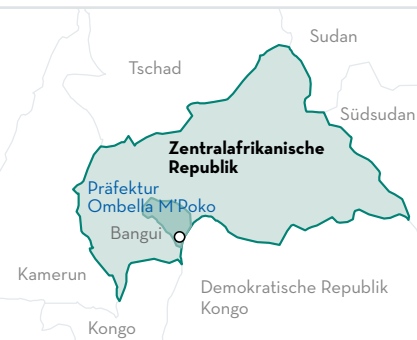 Sudan
Tschad
Südsudan
Zentralafrikanische
Republik
Präfektur
Ombella M'Poko
Bangui
Kamerun
Demokratische Republik
Kongo
Kongo